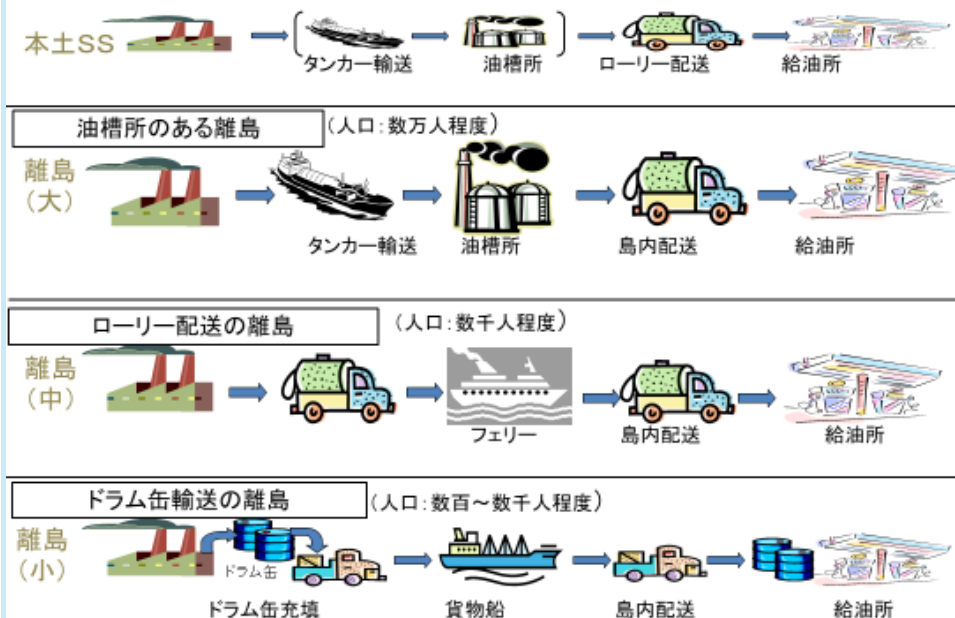 本土SS
タンカー輸送
油槽所
ローリー配送
給油所
油槽所のある離島
(人口:数万人程度)
離島
(大)
タンカー輸送
油槽所
島内配送
給油所
ローリー配送の離島
(人口:数千人程度)
離島
(中)
フェリー
島内配送
給油所
ドラム缶輸送の離島
(人口:数百~数千人程度)
離島
(小)
ドラム缶
ドラム缶充填
貨物船
島内配送
給油所